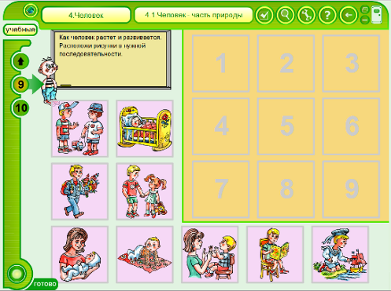 4.Человек
4.1 Человек - часть природы
учебные
Как человек растет и развивается.
Расположи рисунки в нужной
последовательности.
9
10
1 2 3
4 5 6
7 8 9
готово